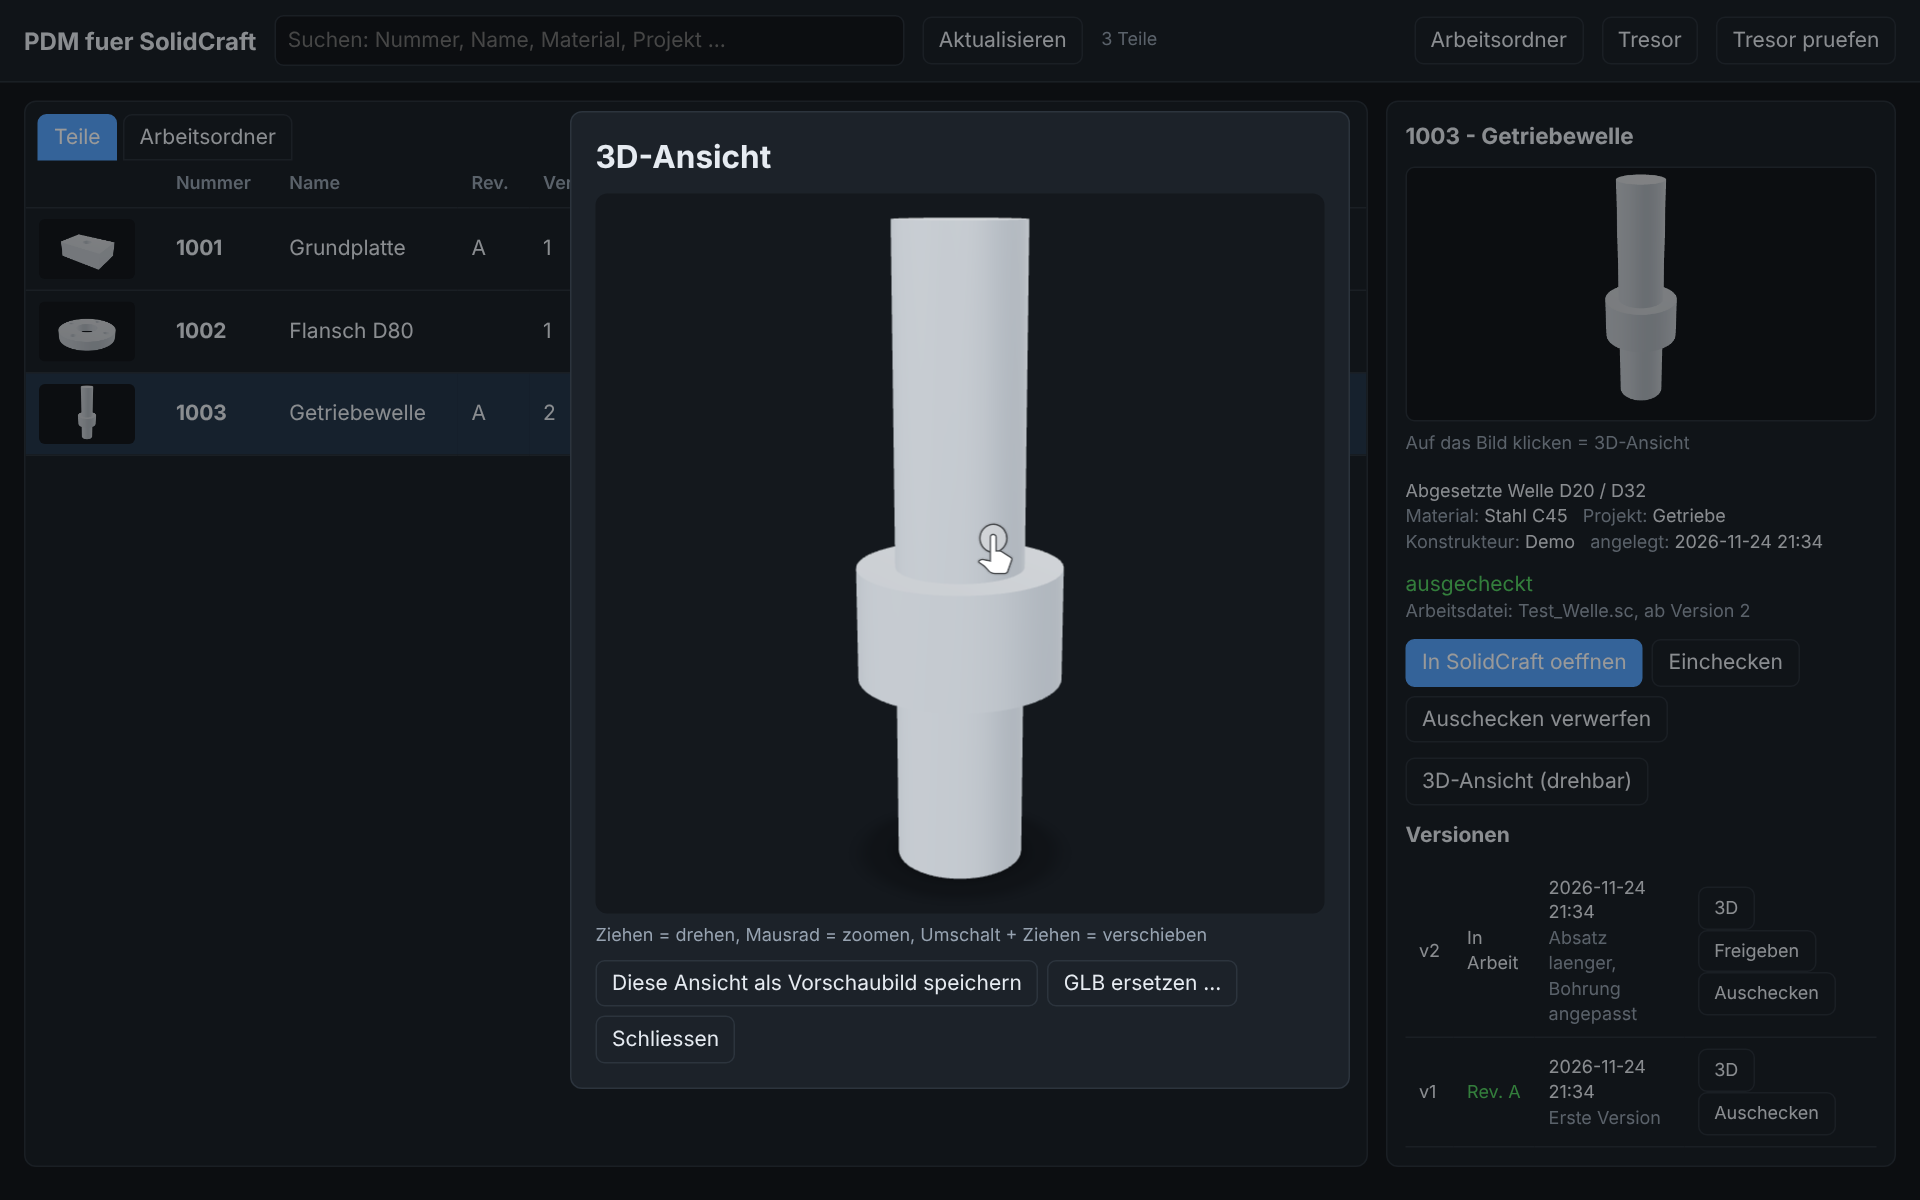 PDM fuer SolidCraft
Suchen: Nummer, Name, Material, Projekt ...
Aktualisieren
3 Teile
Arbeitsordner
Tresor
Tresor pruefen
Teile
Arbeitsordner
Nummer Name Rev.
1001 Grundplatte A 1
1002 Flansch D80 1
1003 Getriebewelle A 2
3D-Ansicht
Ziehen = drehen, Mausrad = zoomen, Umschalt + Ziehen = verschieben
Diese Ansicht als Vorschaubild speichern
GLB ersetzen ...
Schliessen
1003 - Getriebewelle
Auf das Bild klicken = 3D-Ansicht
Abgesetzte Welle D20 / D32
Material: Stahl C45 Projekt: Getriebe
Konstrukteur: Demo angelegt: 2026-11-24 21:34
ausgecheckt
Arbeitsdatei: Test_Welle.sc, ab Version 2
In SolidCraft oeffnen
Einchecken
Auschecken verwerfen
3D-Ansicht (drehbar)
Versionen
v2
In
Arbeit
2026-11-24
21:34
Absatz
laenger,
Bohrung
angepasst
3D
Freigeben
Auschecken
v1
Rev. A
2026-11-24
21:34
Erste Version
3D
Auschecken